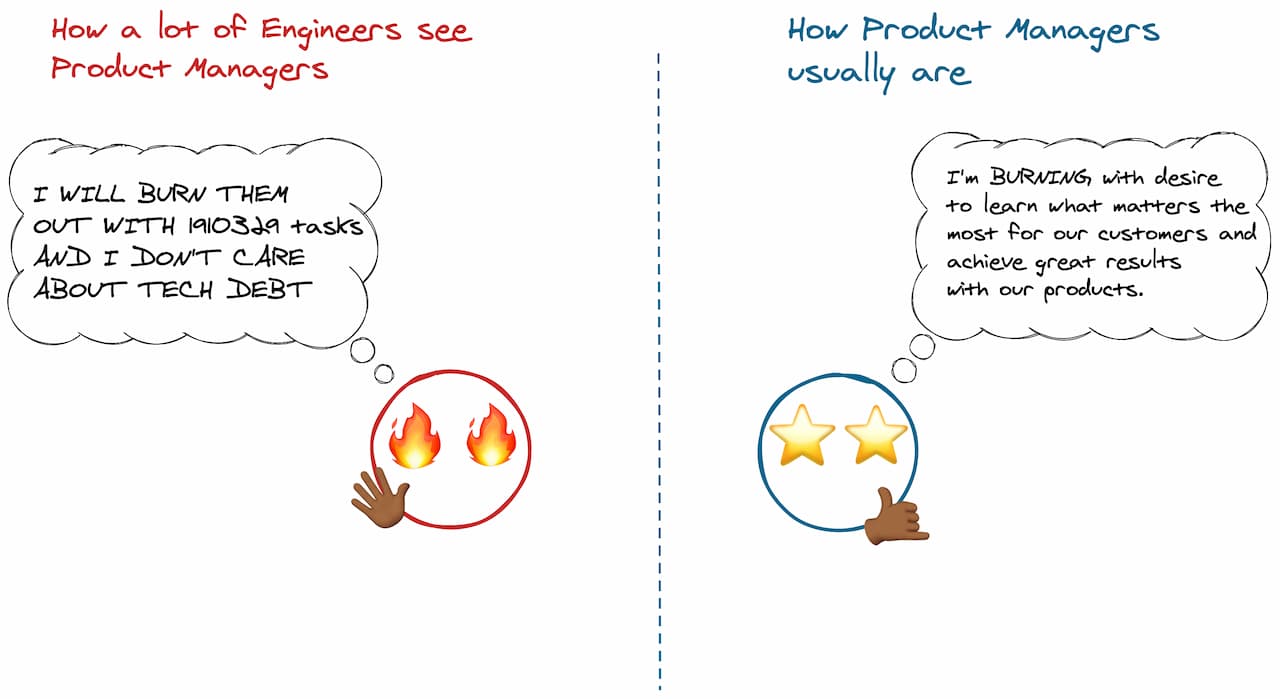 How a lot of Engineers see
Product Managers
I WILL BURN THEM
OUT WITH 1910329 tasks
AND I DON'T CARE
ABOUT TECH DEBT
How Product Managers
usually are
I'm BURNING with desire
to learn what matters the
most for our customers and
achieve great results
with our products.